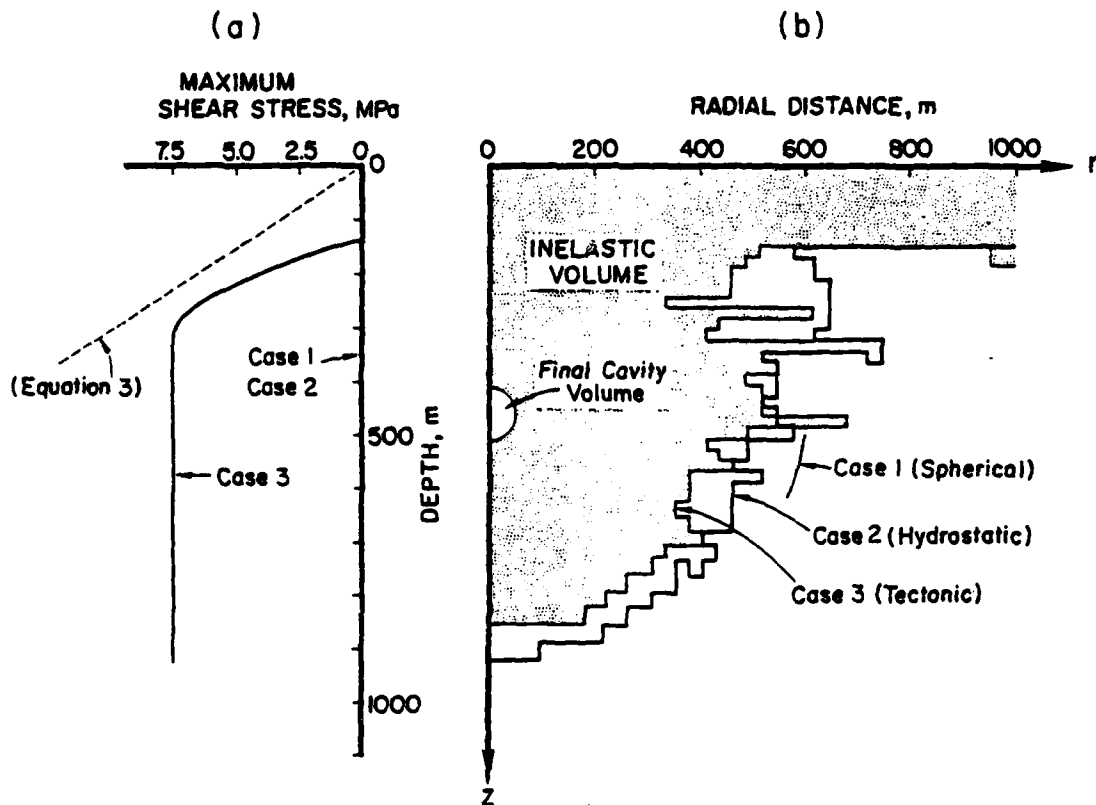 (a)
MAXIMUM
SHEAR STRESS, MPa
7.5 5.0 2.5 0
0
500
1000
DEPTH, m
(Equation 3)
Case 1
Case 2
Case 3
(b)
RADIAL DISTANCE, m
0 200 400 600 800 1000
r
INELASTIC
VOLUME
Final Cavity
Volume
Case 1 (Spherical)
Case 2 (Hydrostatic)
Case 3 (Tectonic)
z